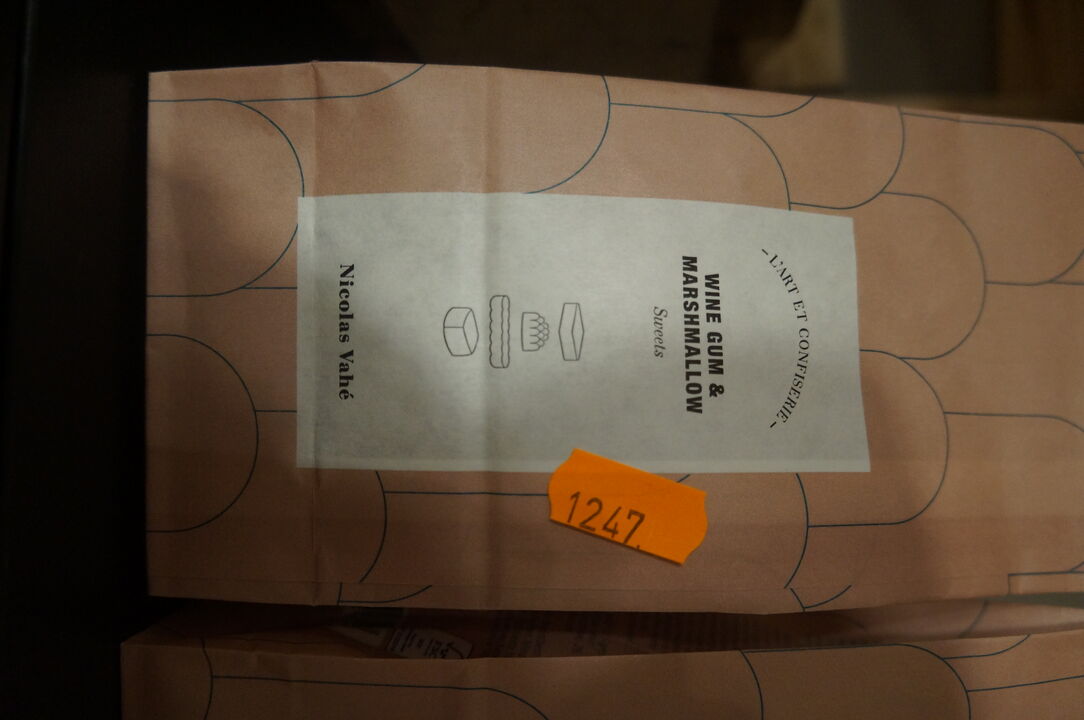 -L'ART ET CONFISERIE-
WINE GUM &
MARSHMALLOW
Sweets
Nicolas Vahé
1247.